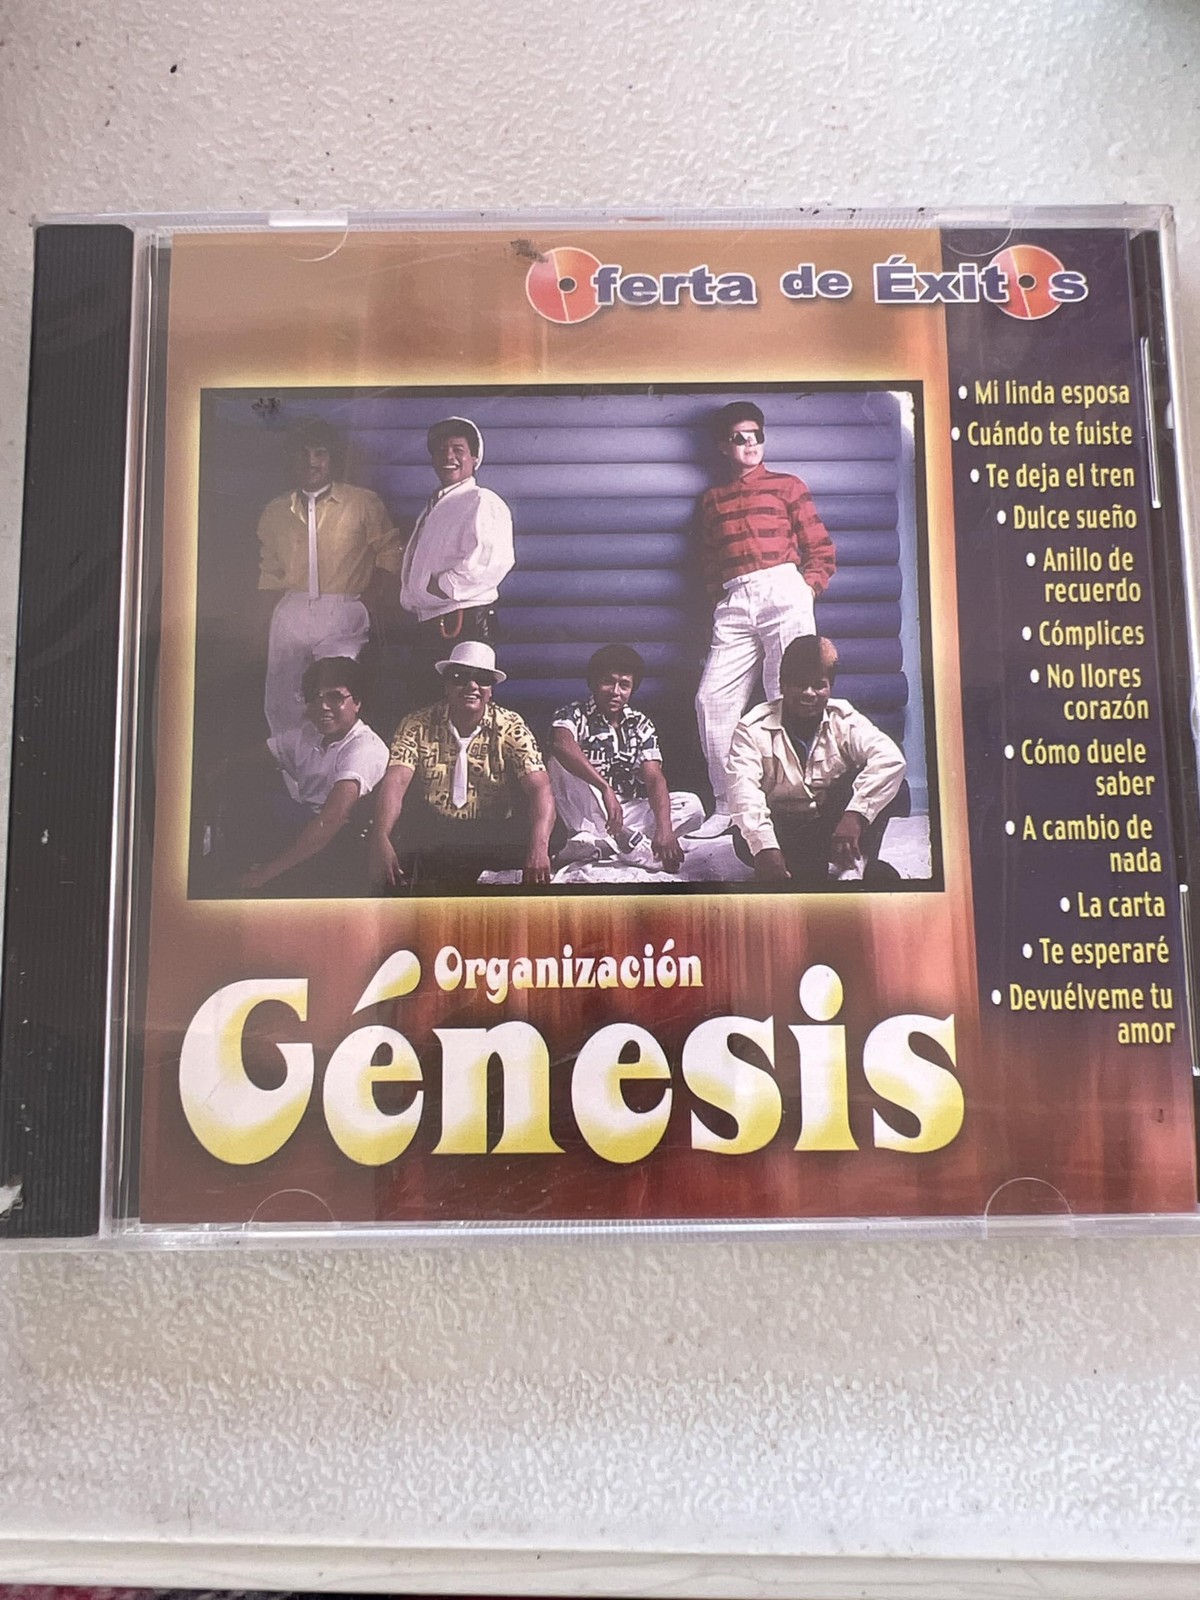 Oferta de Éxitos
• Mi linda esposa
• Cuándo te fuiste
• Te deja el tren
• Dulce sueño
• Anillo de
recuerdo
• Cómplices
• No llores
corazón
• Cómo duele
saber
• A cambio de
nada
• La carta
• Te esperaré
• Devuélveme tu
amor
Organización
Génesis